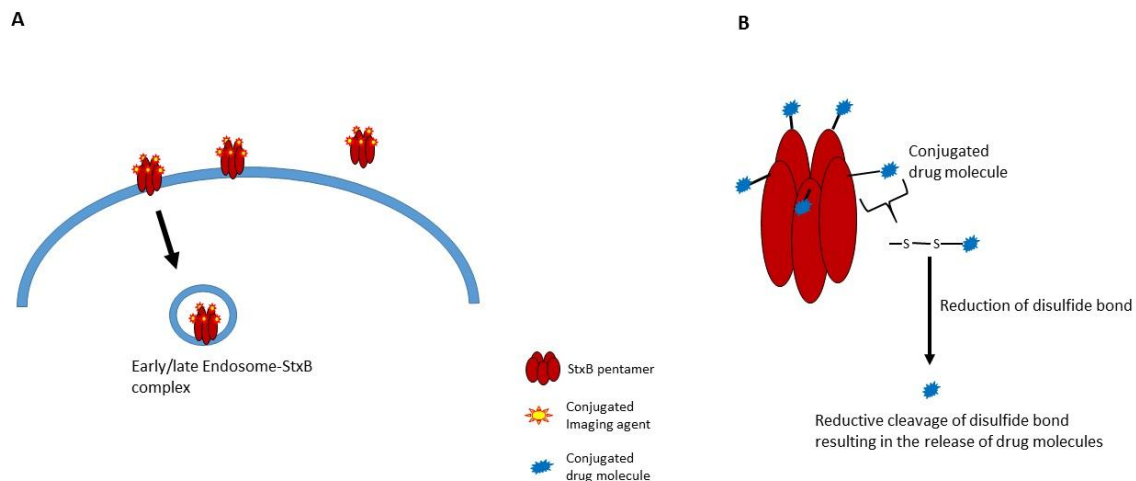 A
Early/late Endosome-StxB
complex
StxB pentamer
Conjugated
Imaging agent
Conjugated
drug molecule
B
Conjugated
drug molecule
S S
Reduction of disulfide bond
Reductive cleavage of disulfide bond
resulting in the release of drug molecules